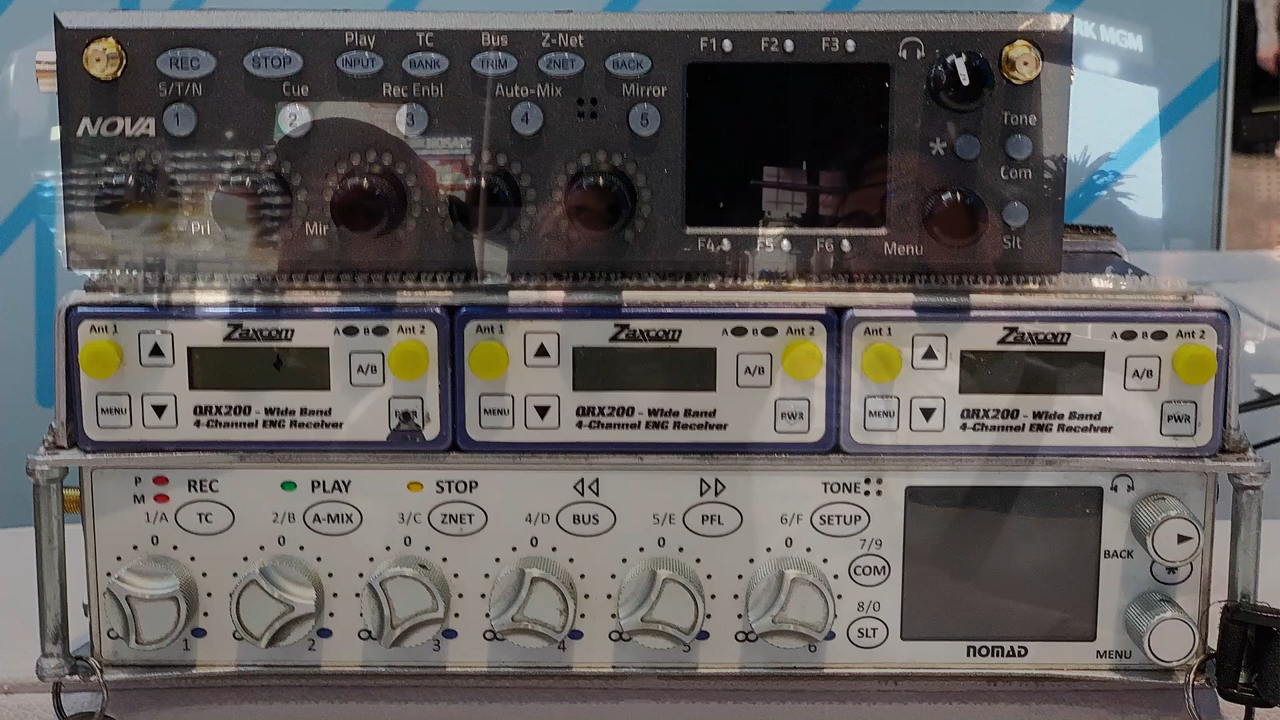 RK MGM
Play TC Bus Z-Net F1 F2 F3
REC STOP INPUT BANK TRIM ZNET BACK
S/T/N Cue Rec Enbl Auto-Mix Mirror
NOVA 1 2 3 4 5 Tone
* Com
Prl Mir F4 F5 F6 Menu Slt
Ant 1 Zaxcom A B Ant 2
A/B
MENU QRX200 - Wide Band PWR
4-Channel ENG Receiver
Ant 1 Zaxcom A B Ant 2
A/B
MENU QRX200 - Wide Band PWR
4-Channel ENG Receiver
Ant 1 Zaxcom A B Ant 2
A/B
MENU QRX200 - Wide Band PWR
4-Channel ENG Receiver
P REC PLAY STOP TONE
M
1/A TC 2/B A-MIX 3/C ZNET 4/D BUS 5/E PFL 6/F SETUP
0 0 0 0 0 0 7/9
COM BACK *
8/0
SLT
∞ 1 ∞ 2 ∞ 3 ∞ 4 ∞ 5 ∞ 6
NOMAD MENU